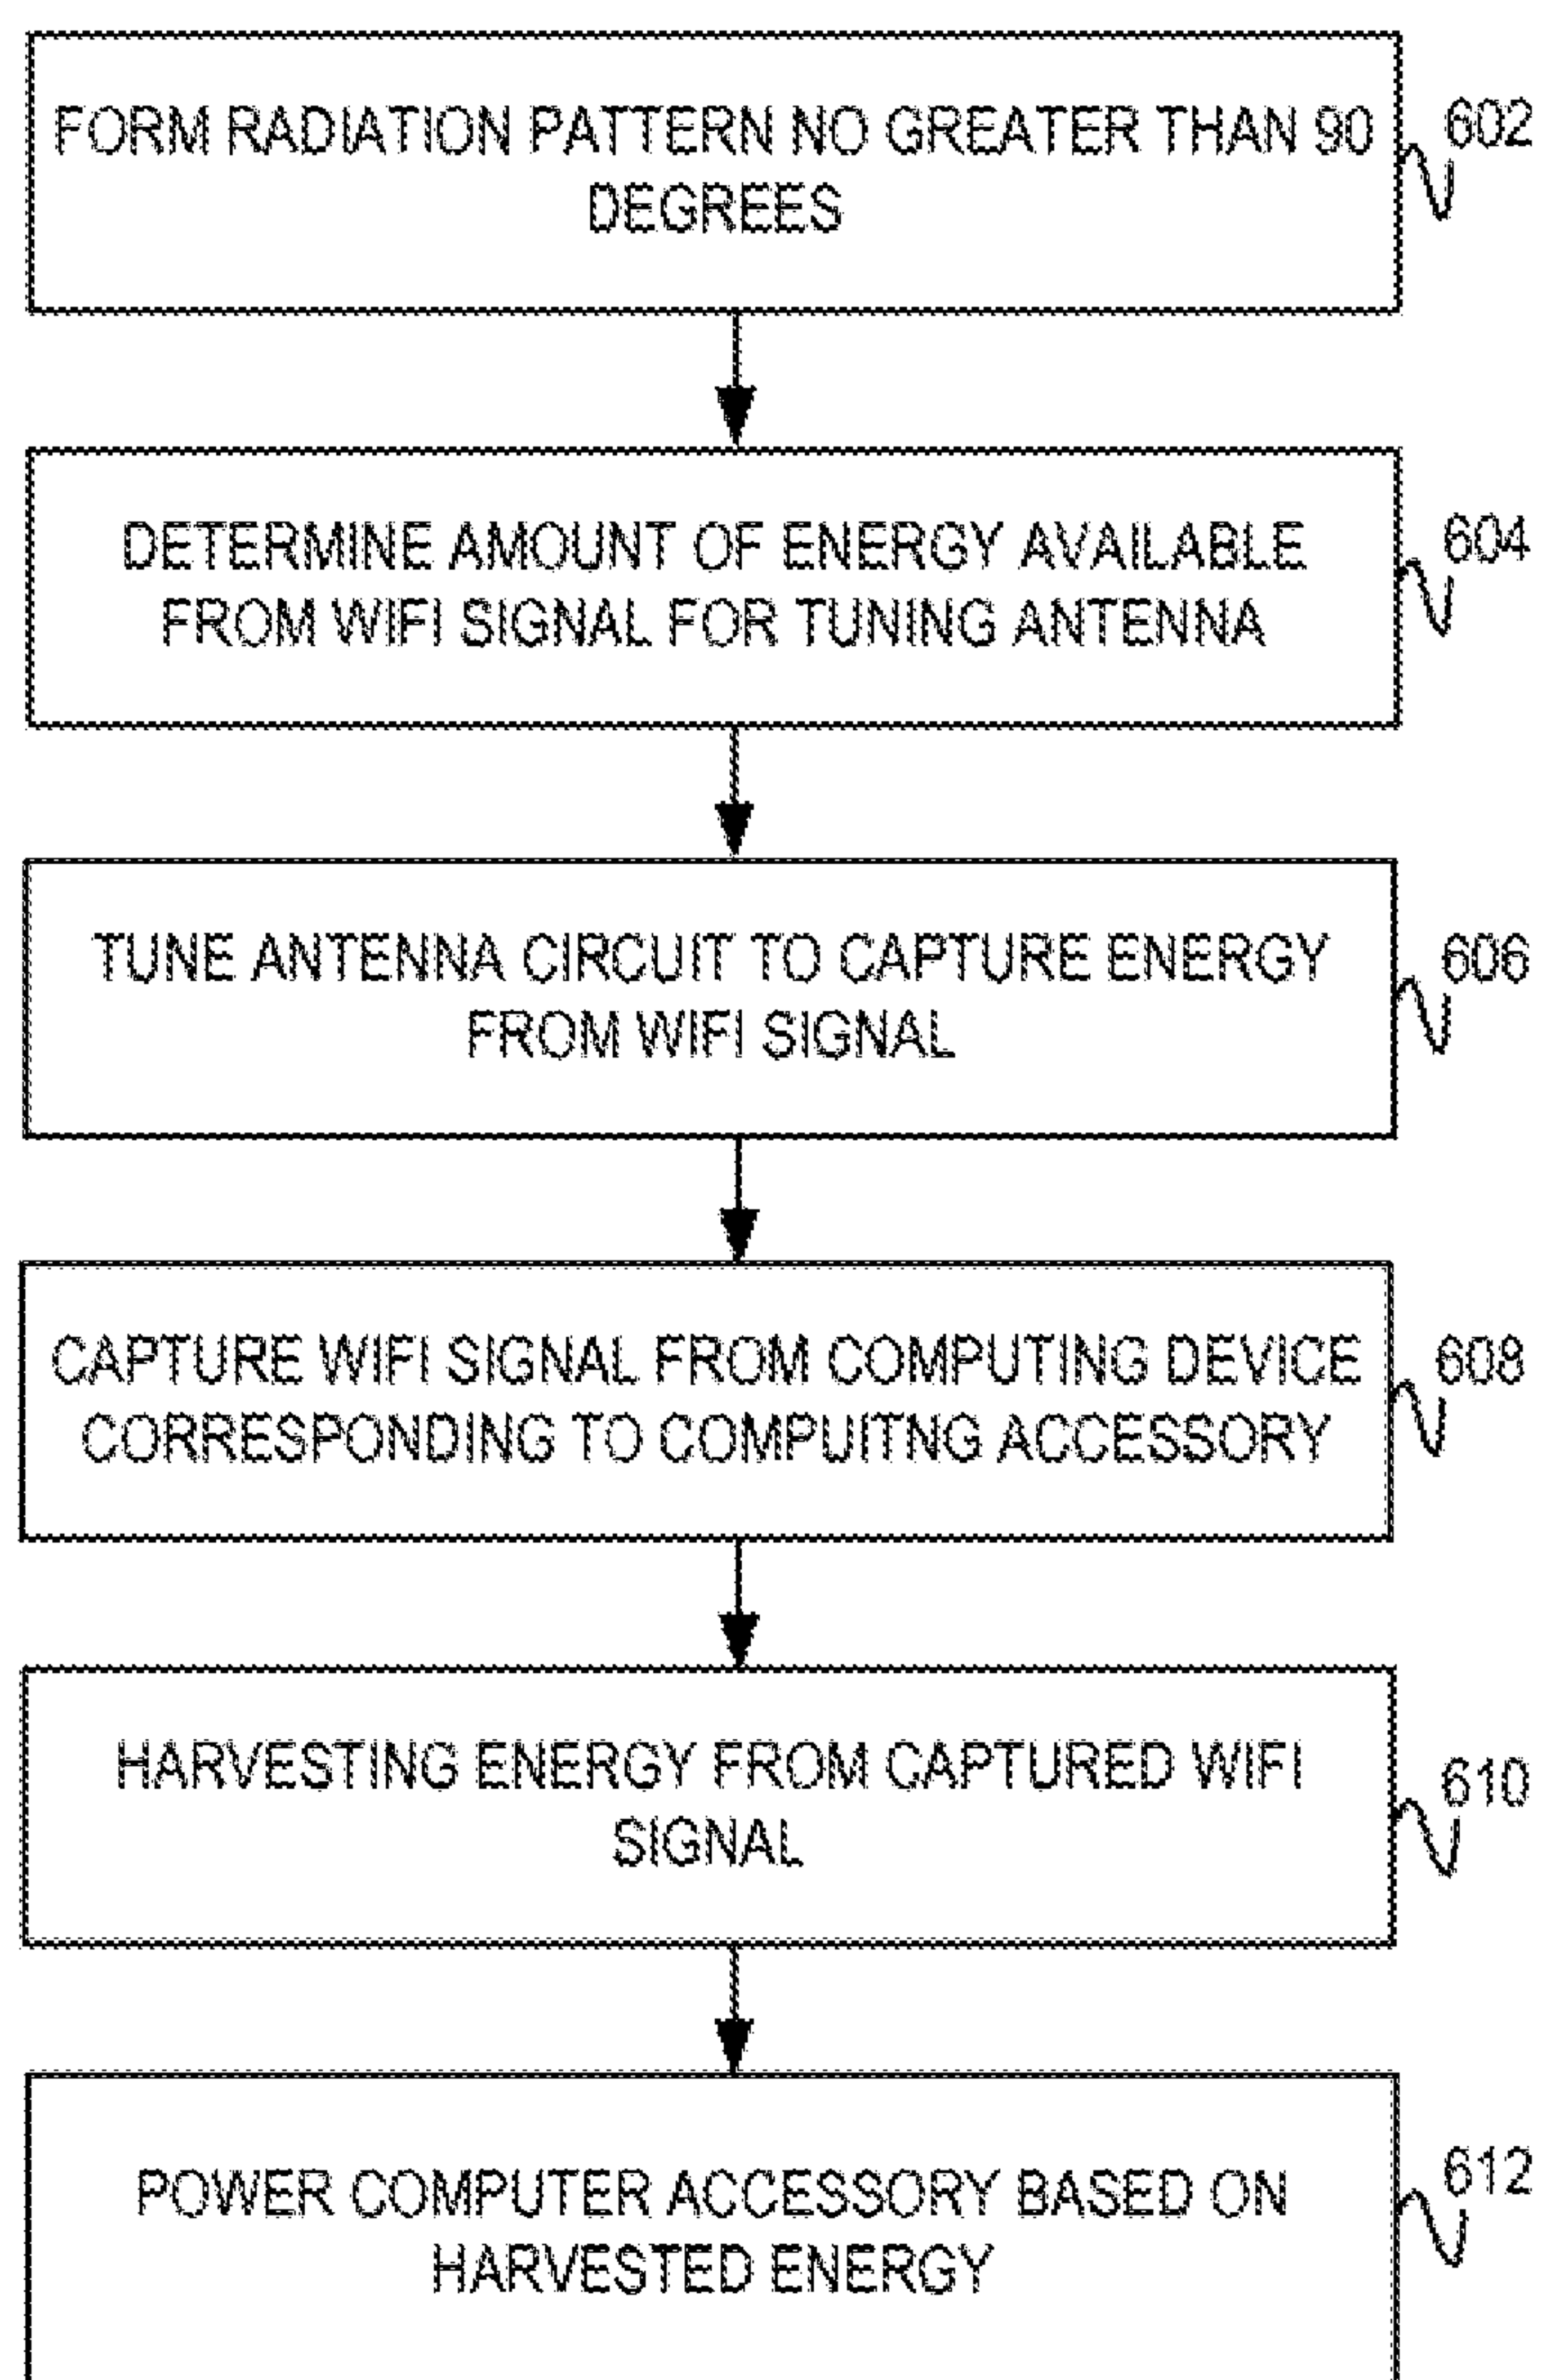 FORM RADIATION PATTERN NO GREATER THAN 90
DEGREES
602
DETERMINE AMOUNT OF ENERGY AVAILABLE
FROM WIFI SIGNAL FOR TUNING ANTENNA
604
TUNE ANTENNA CIRCUIT TO CAPTURE ENERGY
FROM WIFI SIGNAL
606
CAPTURE WIFI SIGNAL FROM COMPUTING DEVICE
CORRESPONDING TO COMPUITNG ACCESSORY
608
HARVESTING ENERGY FROM CAPTURED WIFI
SIGNAL
610
POWER COMPUTER ACCESSORY BASED ON
HARVESTED ENERGY
612